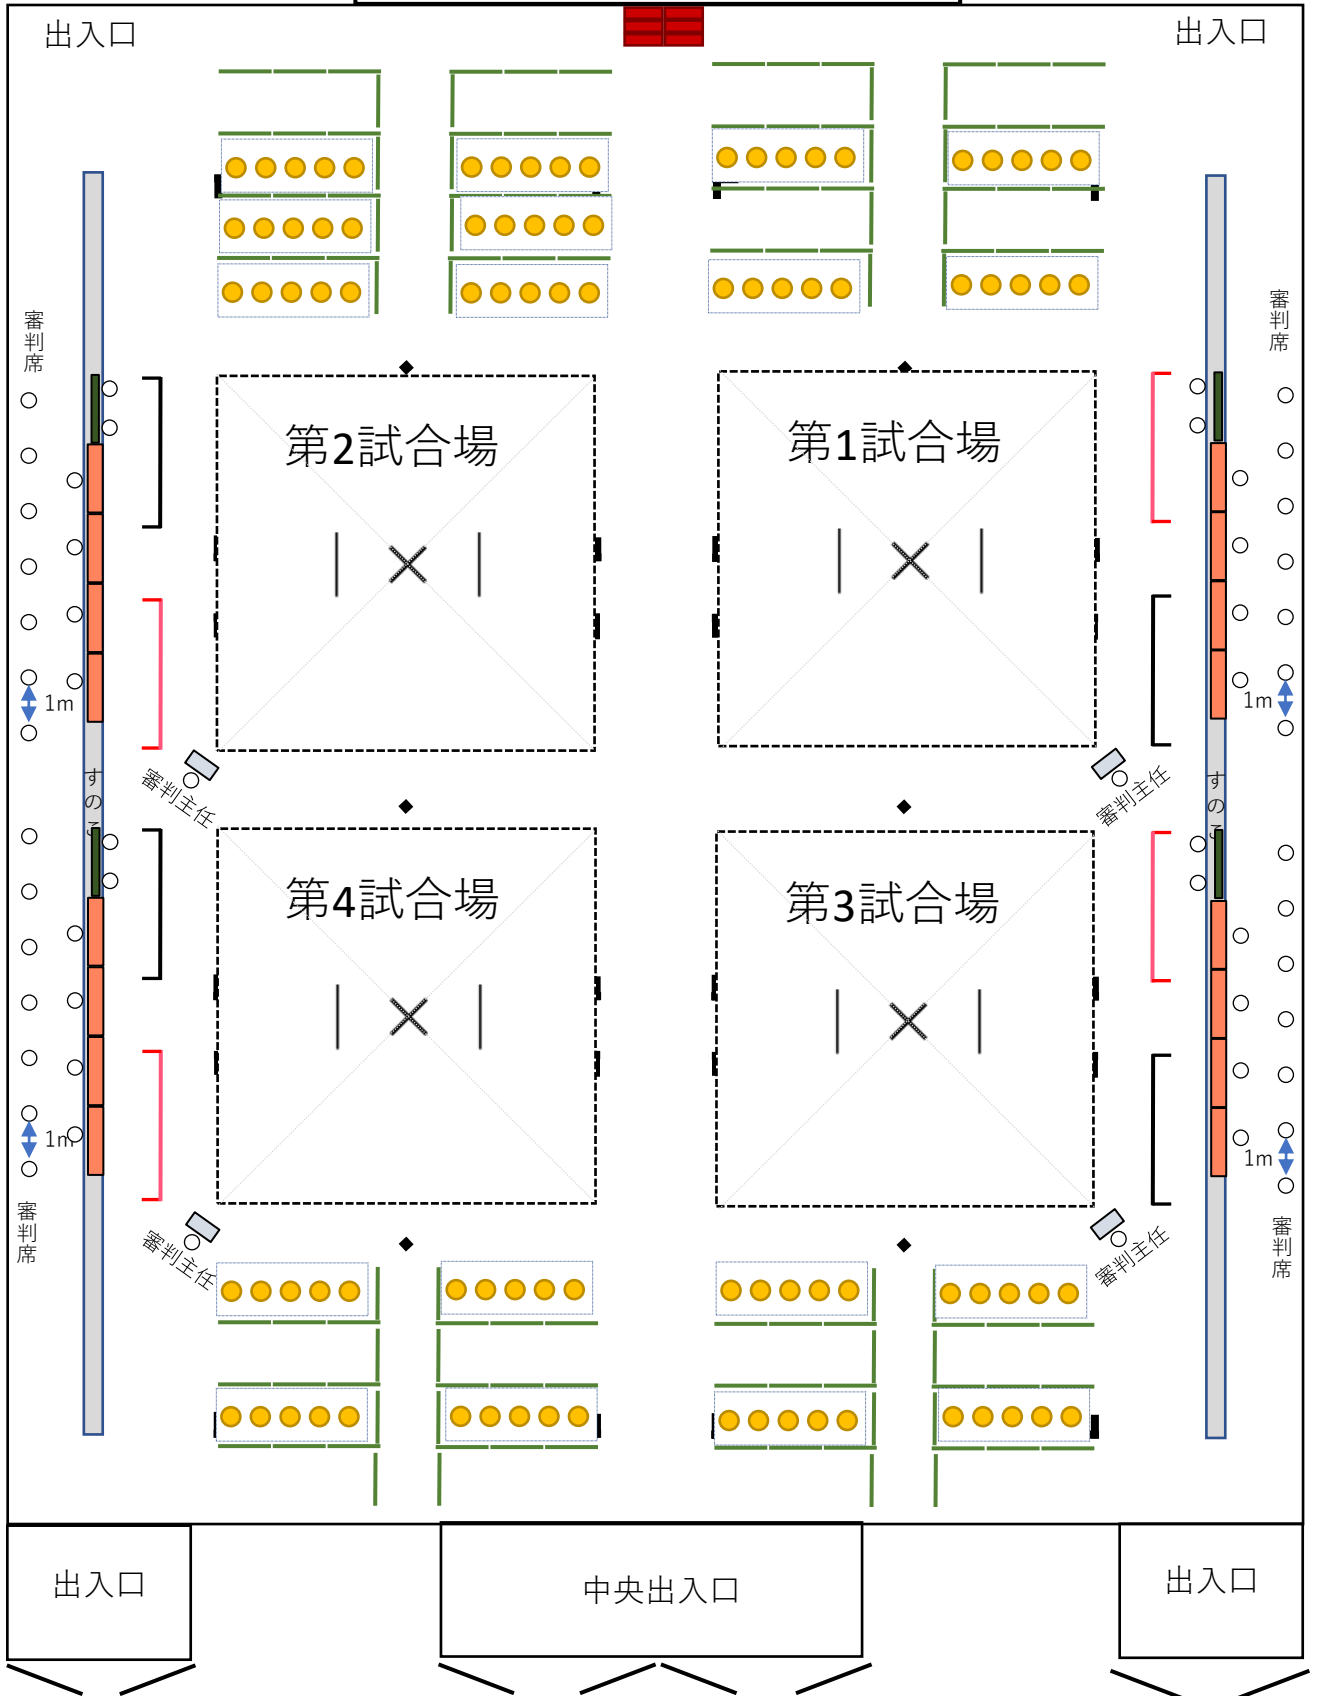 出入口
出入口
審判席
審判席
第2試合場
第1試合場
1m
1m
すのこ
すのこ
審判主任
審判主任
第4試合場
第3試合場
1m
1m
審判席
審判席
審判主任
審判主任
出入口
中央出入口
出入口